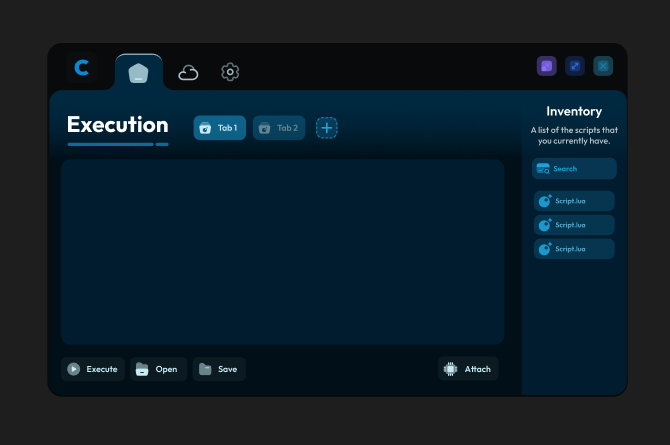 C
Execution
Tab 1
Tab 2
Inventory
A list of the scripts that
you currently have.
Search
Script.lua
Script.lua
Script.lua
Execute
Open
Save
Attach